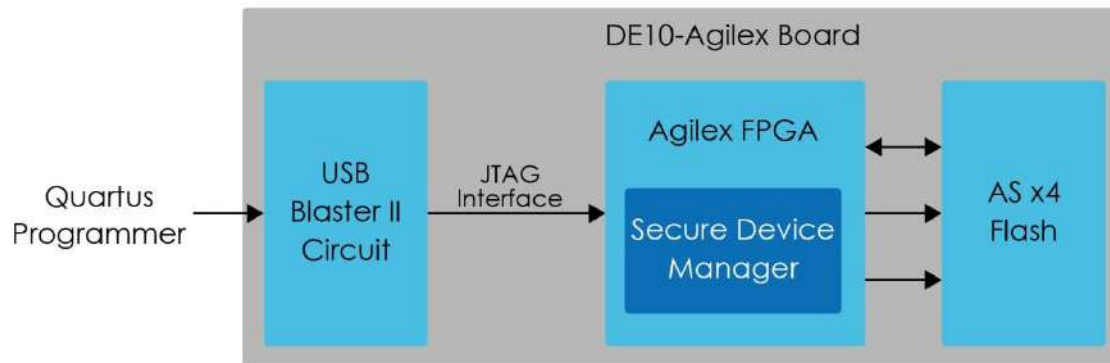 DE10-Agilex Board
Quartus
Programmer
USB
Blaster II
Circuit
JTAG
Interface
Agilex FPGA
Secure Device
Manager
AS x4
Flash